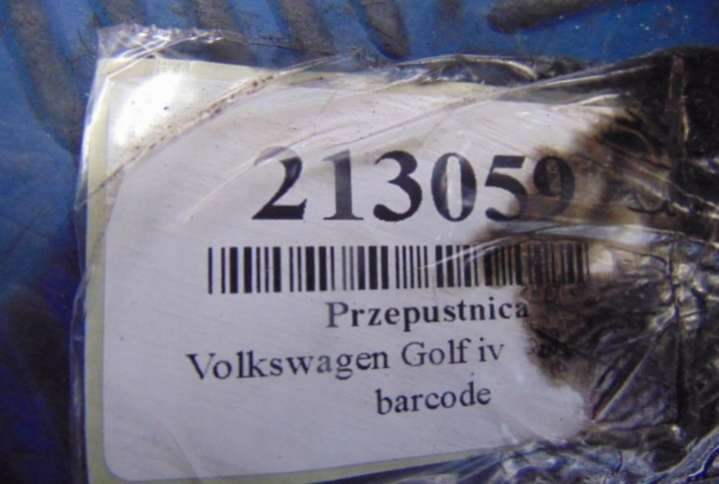 213059
Przepustnica
Volkswagen Golf iv
barcode